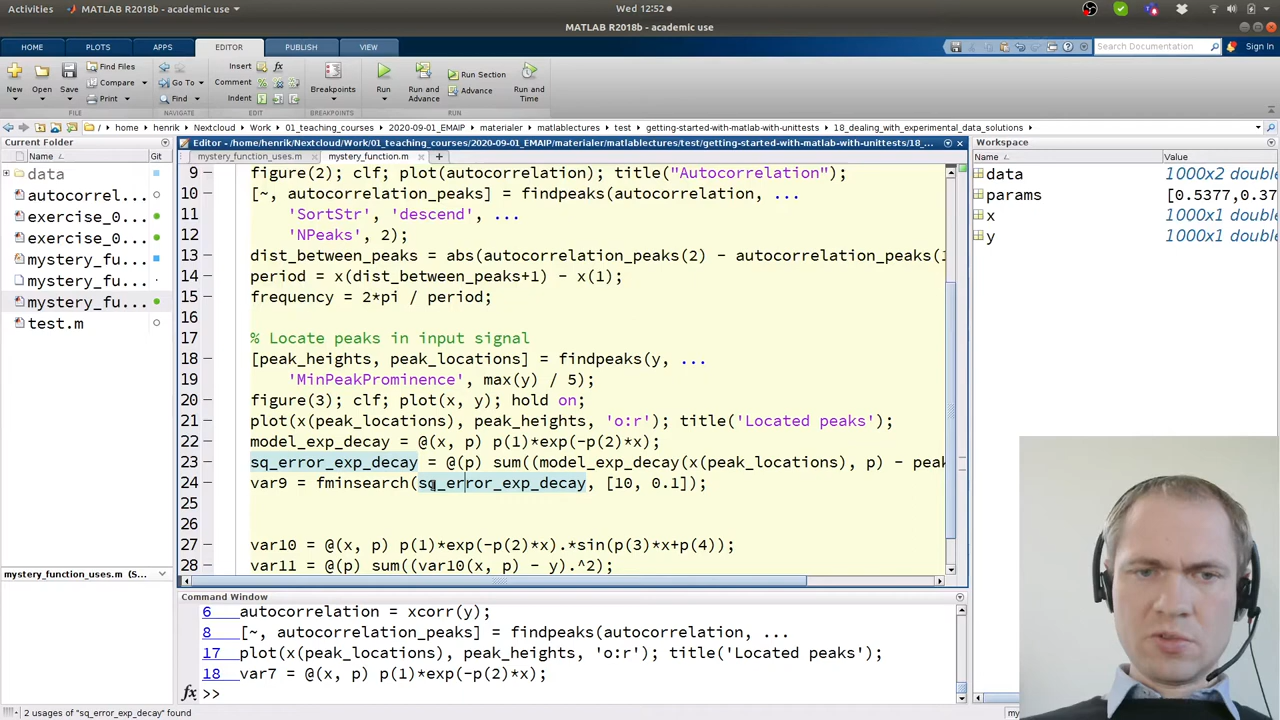 Activities
MATLAB R2018b - academic use
Wed 12:52
MATLAB R2018b - academic use
HOME
PLOTS
APPS
EDITOR
PUBLISH
VIEW
Search Documentation
Sign In
New
Open
Save
Find Files
Compare
Print
Go To
Find
Insert
Comment
Indent
Breakpoints
Run
Run and Advance
Run Section
Advance
Run and Time
FILE
NAVIGATE
EDIT
BREAKPOINTS
RUN
/ home henrik Nextcloud Work 01_teaching_courses 2020-09-01_EMAIP materialer matlablectures test getting-started-with-matlab-with-unittests 18_dealing_with_experimental_data_solutions
Current Folder
Name
Git
data
autocorrel...
exercise_0...
exercise_0...
mystery_fu...
mystery_fu...
mystery_fu...
test.m
mystery_function_uses.m (S...
Editor - /home/henrik/Nextcloud/Work/01_teaching_courses/2020-09-01_EMAIP/materialer/matlablectures/test/getting-started-with-matlab-with-unittests/18_...
mystery_function_uses.m
mystery_function.m
9 figure(2); clf; plot(autocorrelation); title("Autocorrelation");
10 [~, autocorrelation_peaks] = findpeaks(autocorrelation, ...
11 'SortStr', 'descend', ...
12 'NPeaks', 2);
13 dist_between_peaks = abs(autocorrelation_peaks(2) - autocorrelation_peaks(1
14 period = x(dist_between_peaks+1) - x(1);
15 frequency = 2*pi / period;
16
17 % Locate peaks in input signal
18 [peak_heights, peak_locations] = findpeaks(y, ...
19 'MinPeakProminence', max(y) / 5);
20 figure(3); clf; plot(x, y); hold on;
21 plot(x(peak_locations), peak_heights, 'o:r'); title('Located peaks');
22 model_exp_decay = @(x, p) p(1)*exp(-p(2)*x);
23 sq_error_exp_decay = @(p) sum((model_exp_decay(x(peak_locations), p) - peak
24 var9 = fminsearch(sq_error_exp_decay, [10, 0.1]);
25
26
27 var10 = @(x, p) p(1)*exp(-p(2)*x).*sin(p(3)*x+p(4));
28 var11 = @(p) sum((var10(x, p) - y).^2);
Command Window
6 autocorrelation = xcorr(y);
8 [~, autocorrelation_peaks] = findpeaks(autocorrelation, ...
17 plot(x(peak_locations), peak_heights, 'o:r'); title('Located peaks');
18 var7 = @(x, p) p(1)*exp(-p(2)*x);
fx >>
Workspace
Name
Value
data 1000x2 double
params [0.5377,0.37
x 1000x1 double
y 1000x1 double
2 usages of "sq_error_exp_decay" found